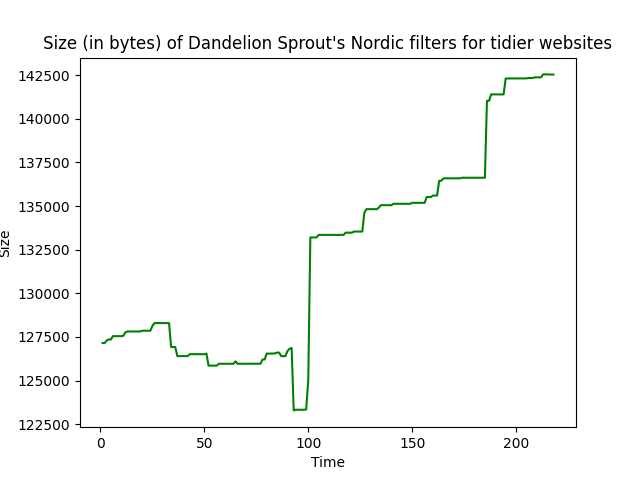 Size (in bytes) of Dandelion Sprout's Nordic filters for tidier websites
142500
140000
137500
135000
132500
130000
127500
125000
122500
Size
0 50 100 150 200
Time